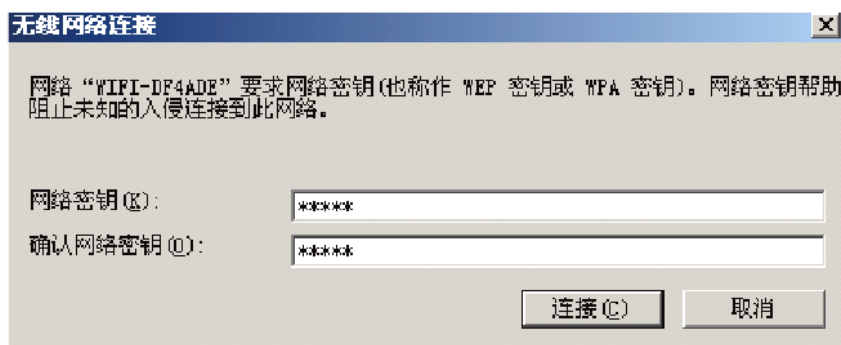 无线网络连接
网络 “WIFI-DF4ADE” 要求网络密钥(也称作 WEP 密钥或 WPA 密钥)。网络密钥帮助
阻止未知的入侵连接到此网络。
网络密钥(K): *****
确认网络密钥(O): *****
连接(C) 取消